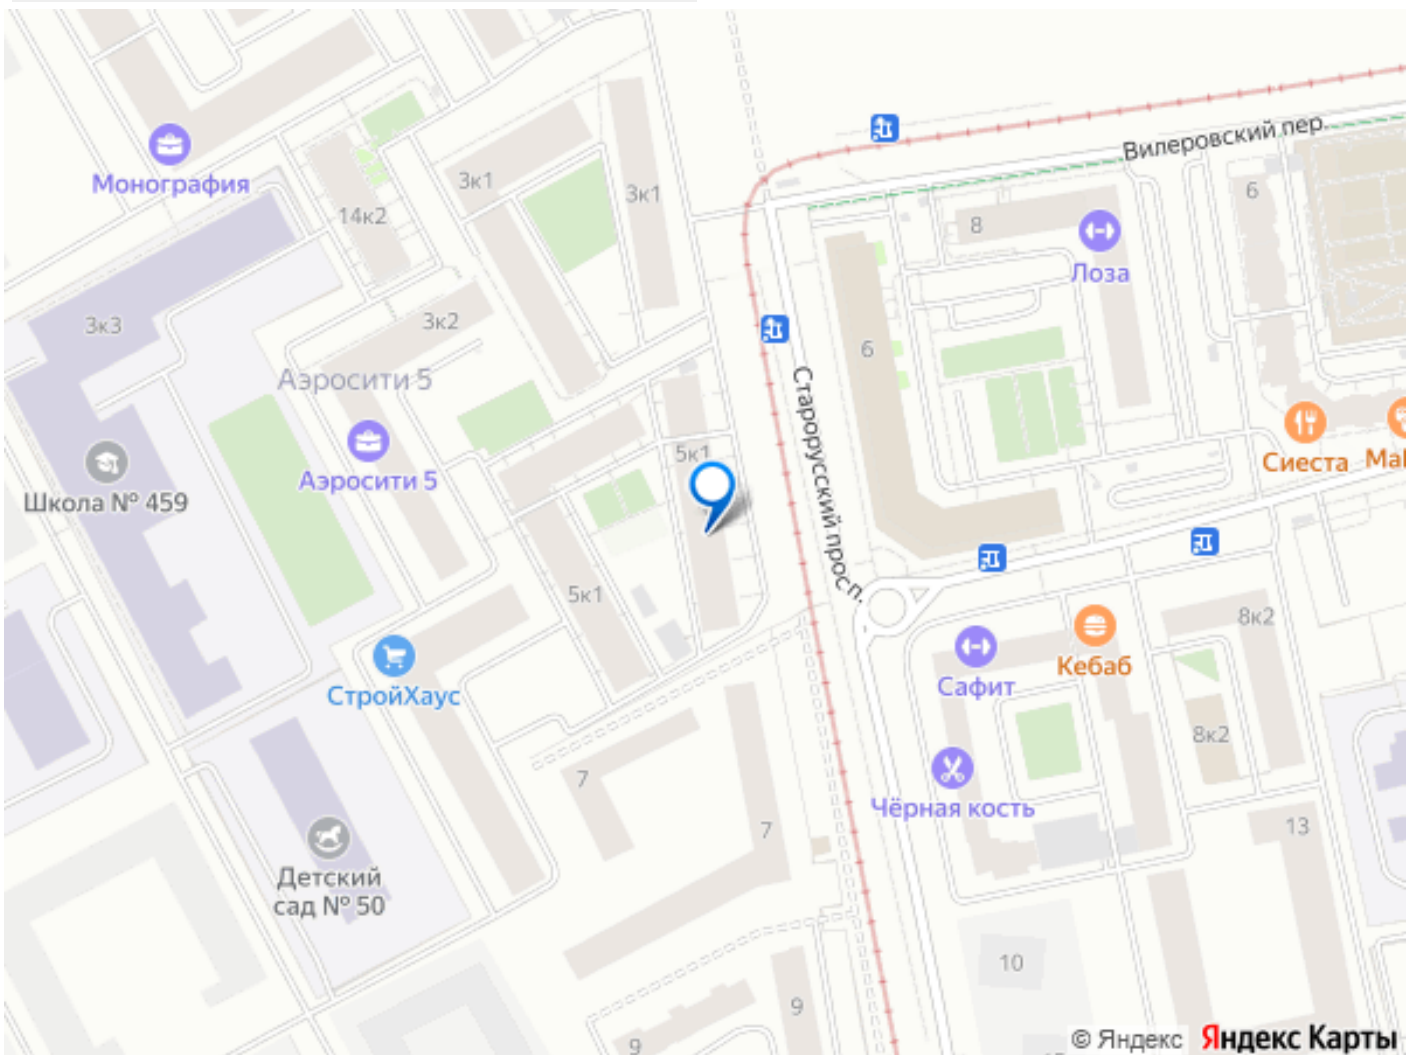 Вилеровский пер.
3к1
3к1
6
Монография
14к2
8
Лоза
3к3
3к2
6
Аэросити 5
Старорусский просп.
Аэросити 5
5к1
Сиеста
Mal
Школа № 459
5к1
8к2
Кебаб
Сафит
СтройХаус
8к2
7
Чёрная кость
7
13
Детский
сад № 50
10
9
9
© Яндекс Яндекс Карты